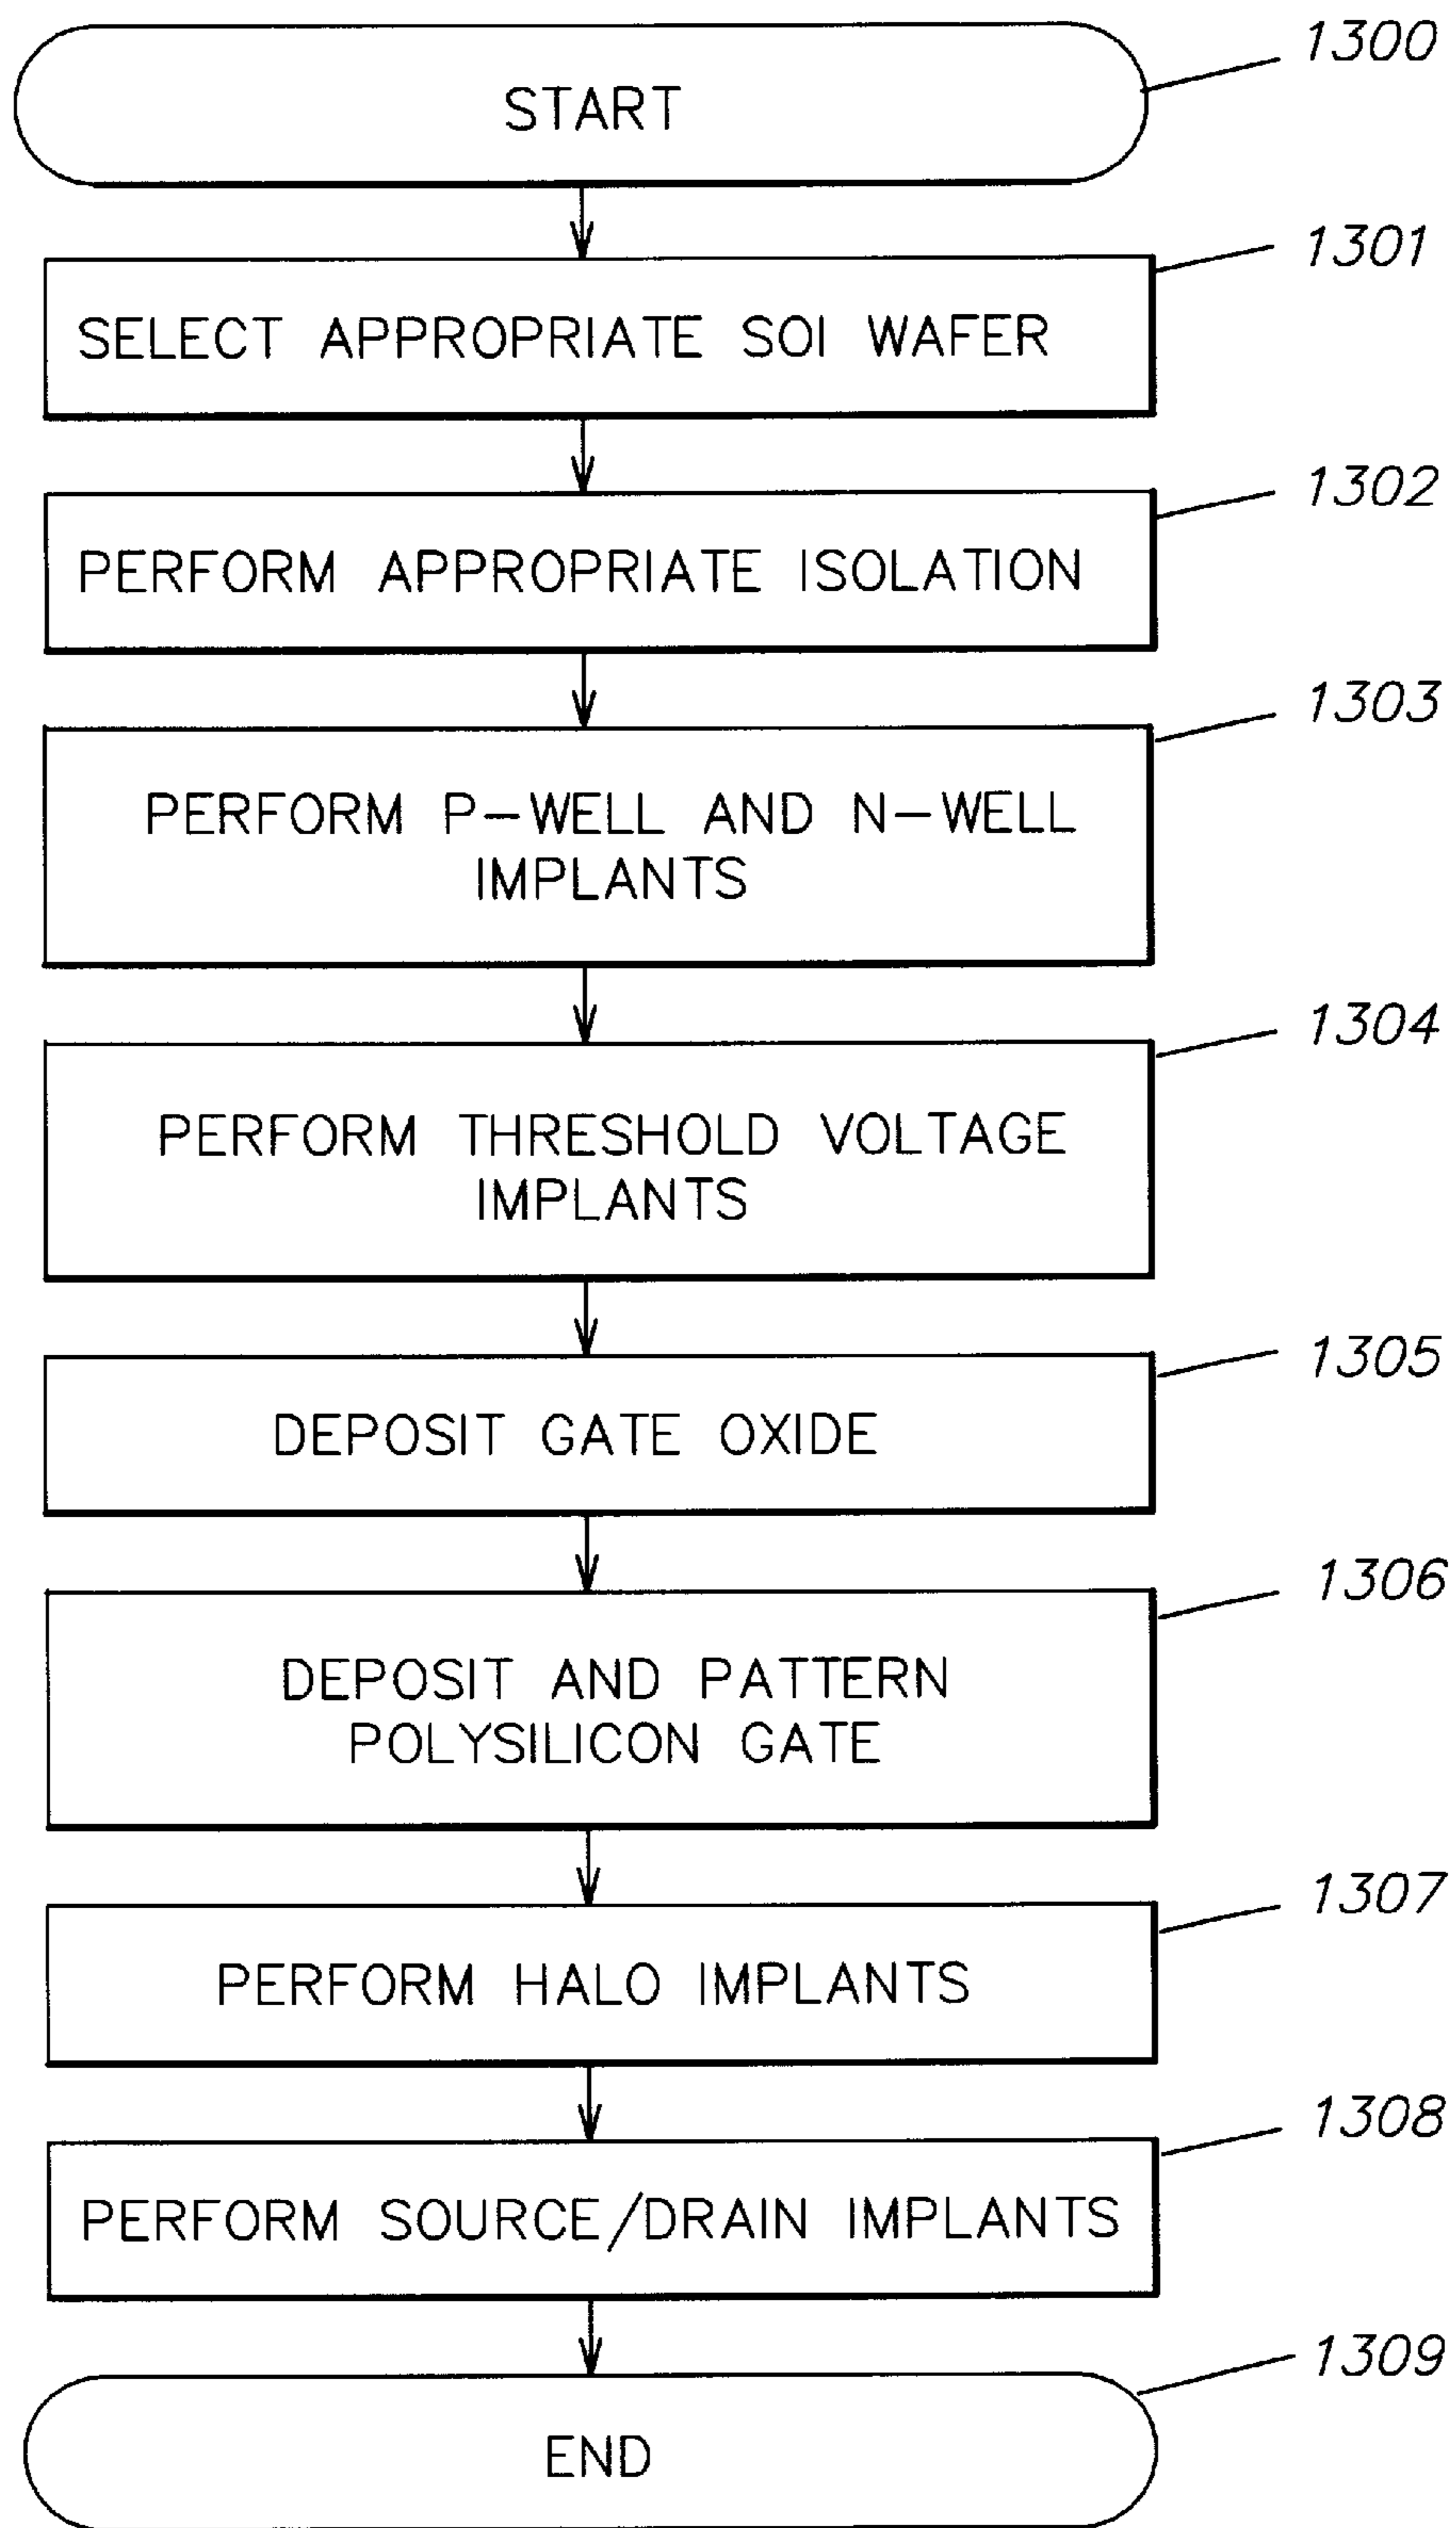 START
1300
SELECT APPROPRIATE SOI WAFER
1301
PERFORM APPROPRIATE ISOLATION
1302
PERFORM P-WELL AND N-WELL
IMPLANTS
1303
PERFORM THRESHOLD VOLTAGE
IMPLANTS
1304
DEPOSIT GATE OXIDE
1305
DEPOSIT AND PATTERN
POLYSILICON GATE
1306
PERFORM HALO IMPLANTS
1307
PERFORM SOURCE/DRAIN IMPLANTS
1308
END
1309